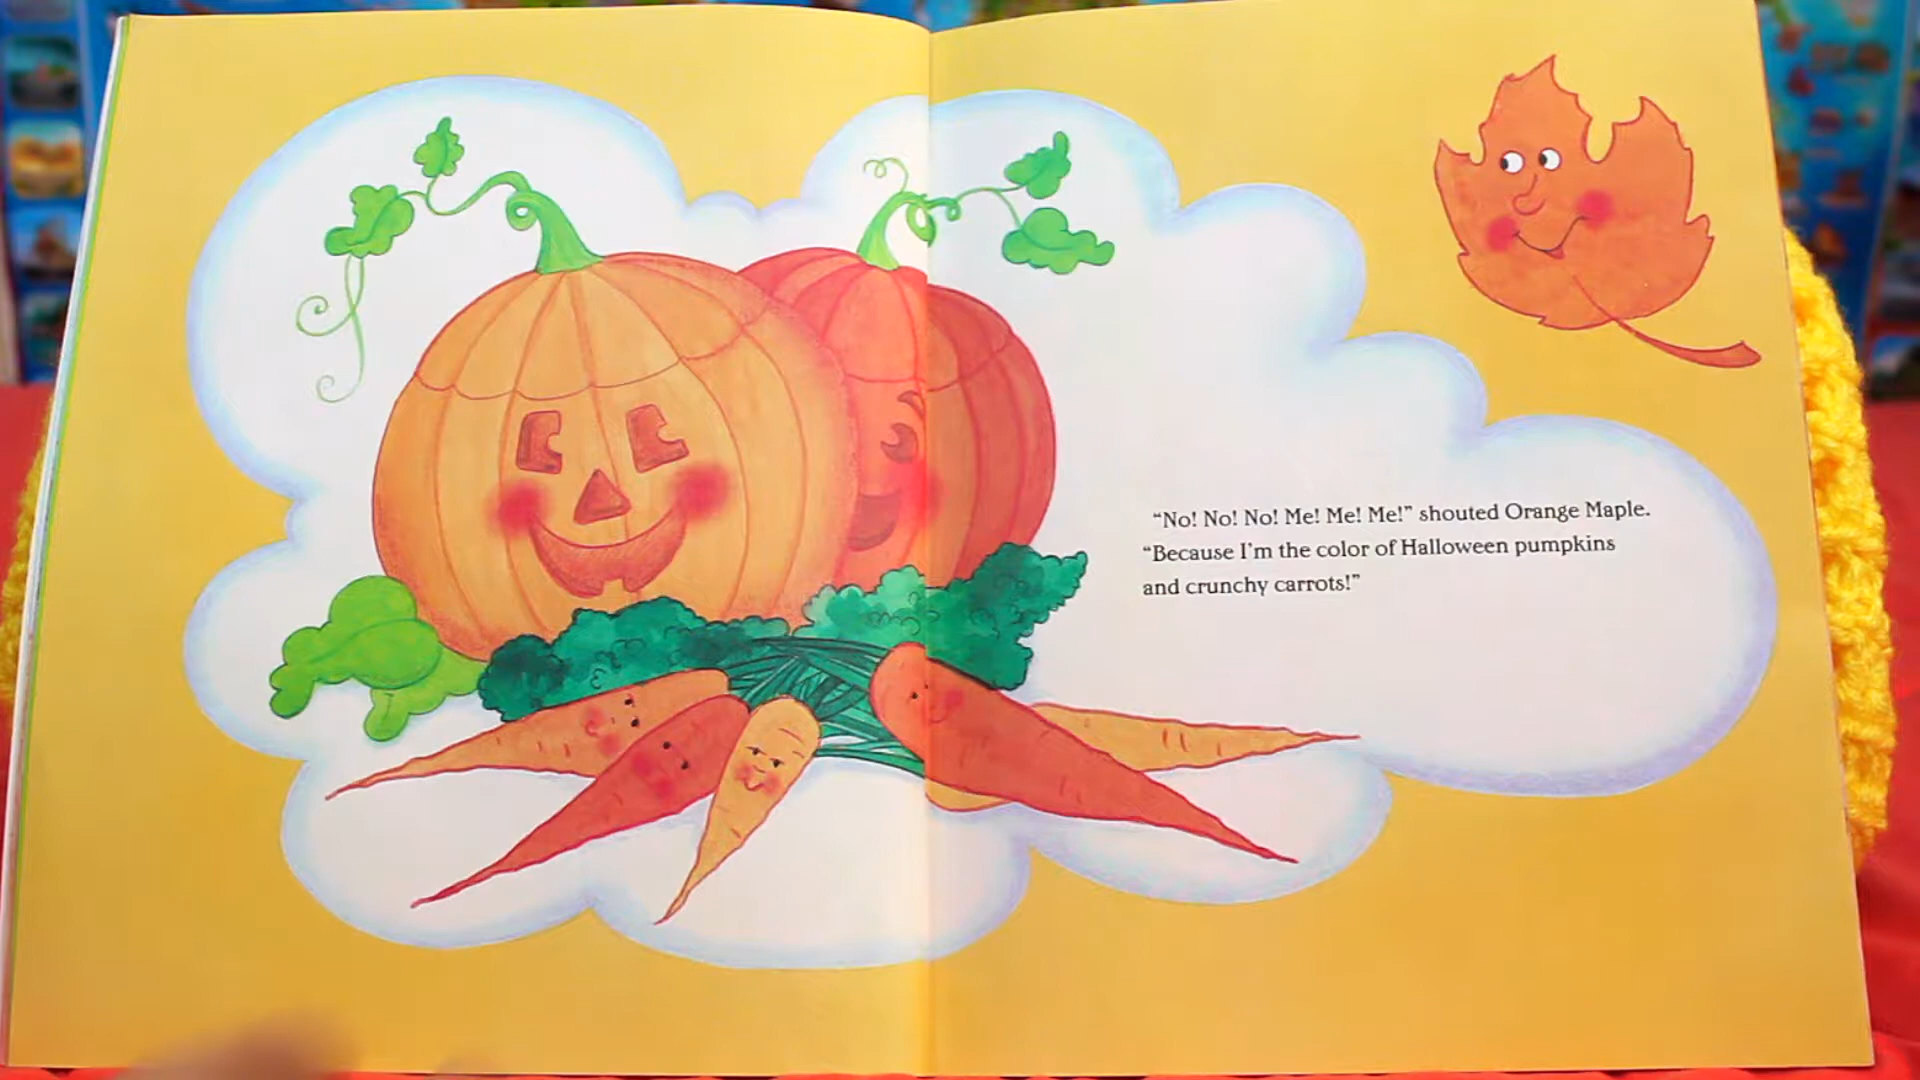 “No! No! No! Me! Me! Me!” shouted Orange Maple.
“Because I’m the color of Halloween pumpkins
and crunchy carrots!”